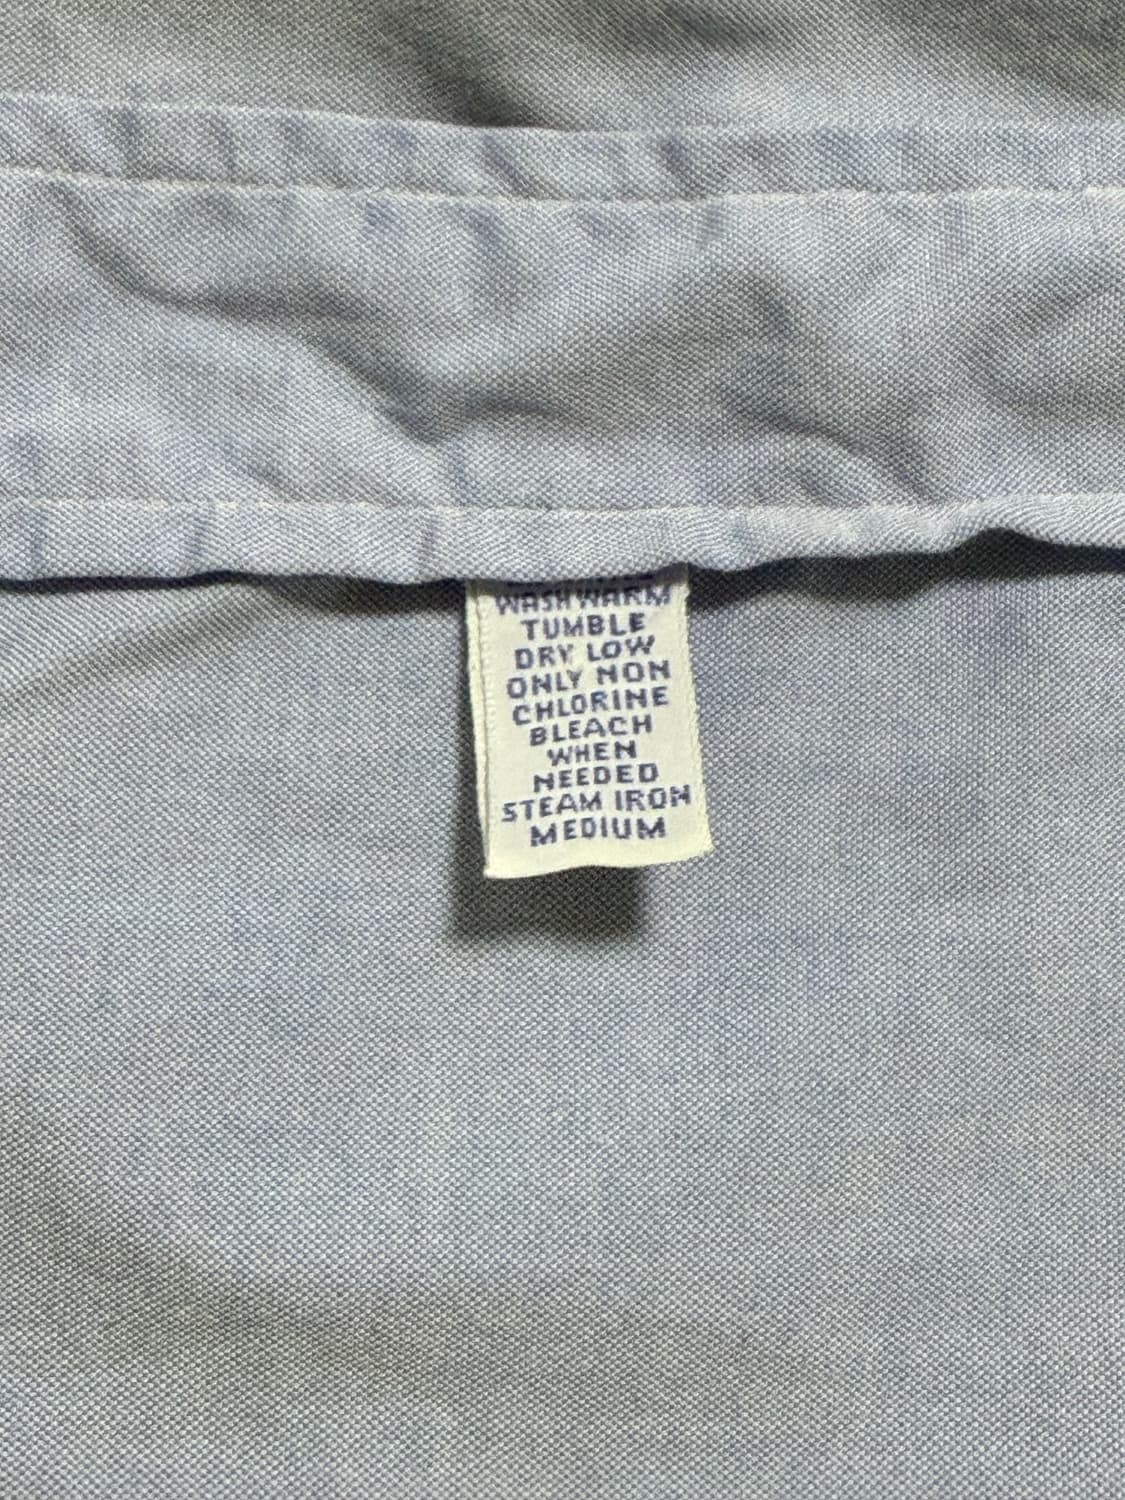 WASH WARM
TUMBLE
DRY LOW
ONLY NON
CHLORINE
BLEACH
WHEN
NEEDED
STEAM IRON
MEDIUM